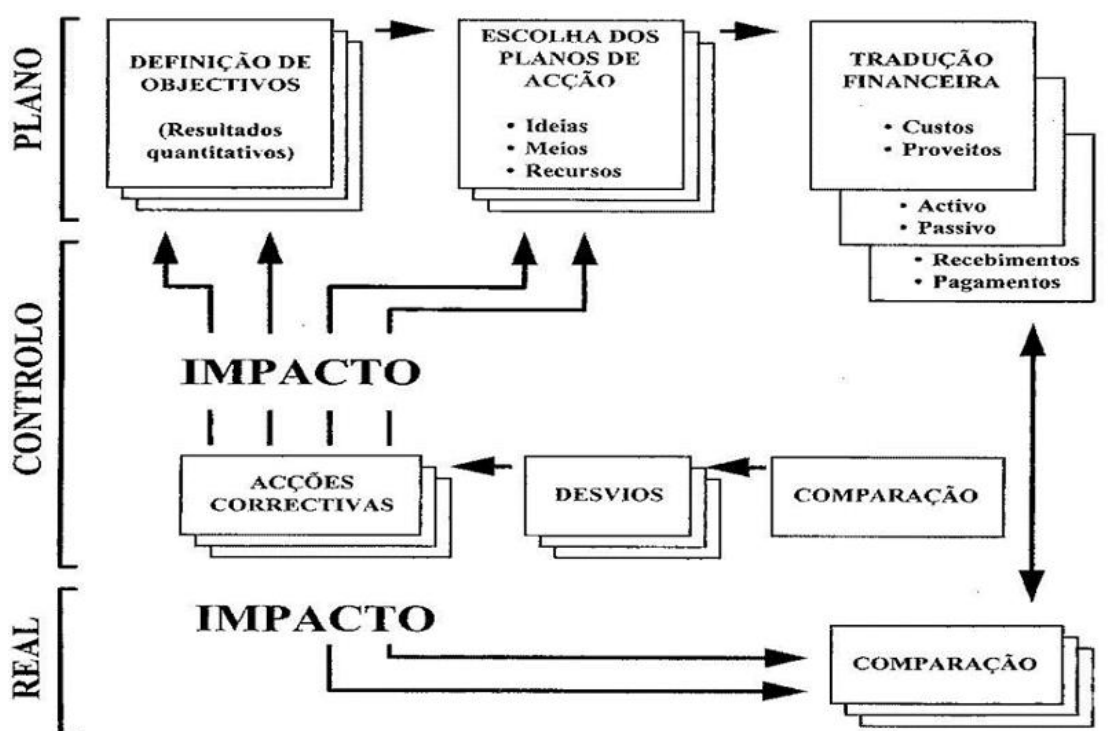 PLANO
DEFINIÇÃO DE
OBJECTIVOS
(Resultados
quantitativos)
ESCOLHA DOS
PLANOS DE
ACÇÃO
• Ideias
• Meios
• Recursos
TRADUÇÃO
FINANCEIRA
• Custos
• Proveitos
• Activo
• Passivo
• Recebimentos
• Pagamentos
CONTROLO
IMPACTO
ACÇÕES
CORRECTIVAS
DESVIOS
COMPARAÇÃO
REAL
IMPACTO
COMPARAÇÃO